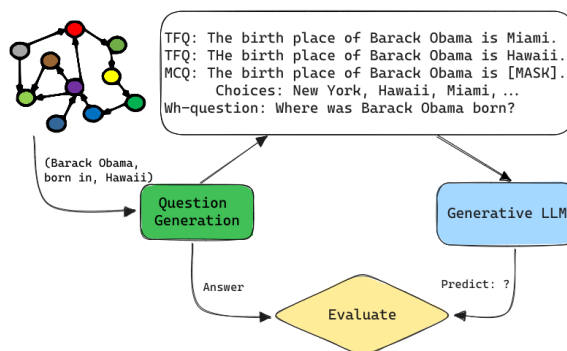 TFQ: The birth place of Barack Obama is Miami.
TFQ: THe birth place of Barack Obama is Hawaii.
MCQ: The birth place of Barack Obama is [MASK].
Choices: New York, Hawaii, Miami, ...
Wh-question: Where was Barack Obama born?
(Barack Obama,
born in, Hawaii)
Question
Generation
Generative LLM
Answer
Predict: ?
Evaluate